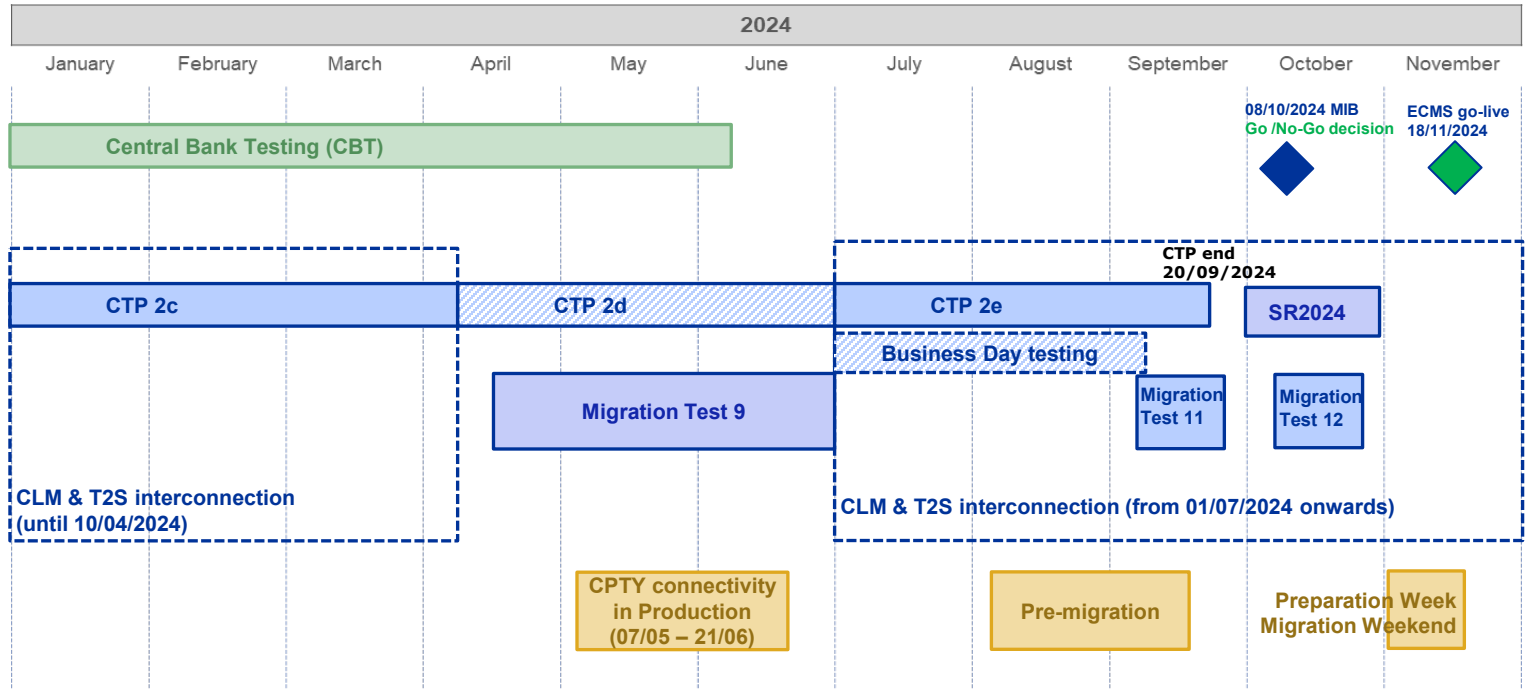 2024
January
February
March
April
May
June
July
August
September
October
November
08/10/2024 MIB
Go /No-Go decision
ECMS go-live
18/11/2024
Central Bank Testing (CBT)
CTP end
20/09/2024
CTP 2c
CTP 2d
CTP 2e
SR2024
Business Day testing
Migration Test 9
Migration
Test 11
Migration
Test 12
CLM & T2S interconnection
(until 10/04/2024)
CLM & T2S interconnection (from 01/07/2024 onwards)
CPTY connectivity
in Production
(07/05 – 21/06)
Pre-migration
Preparation Week
Migration Weekend